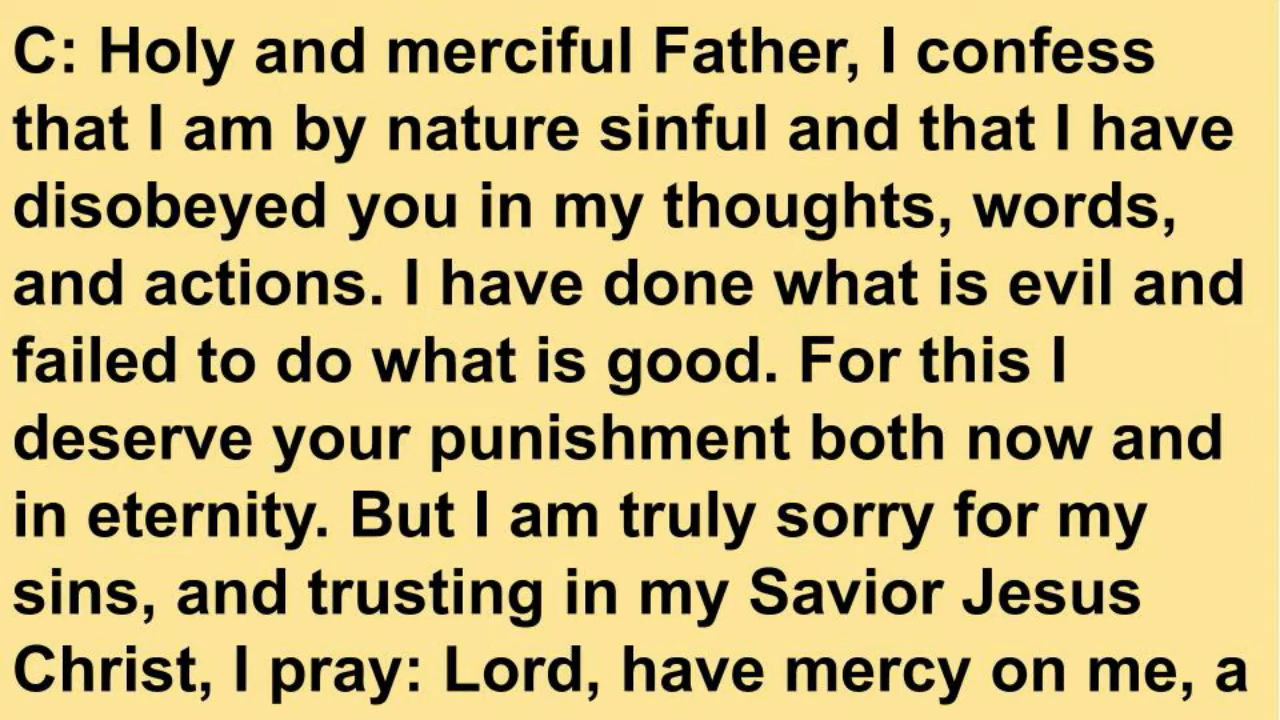 C: Holy and merciful Father, I confess
that I am by nature sinful and that I have
disobeyed you in my thoughts, words,
and actions. I have done what is evil and
failed to do what is good. For this I
deserve your punishment both now and
in eternity. But I am truly sorry for my
sins, and trusting in my Savior Jesus
Christ, I pray: Lord, have mercy on me, a